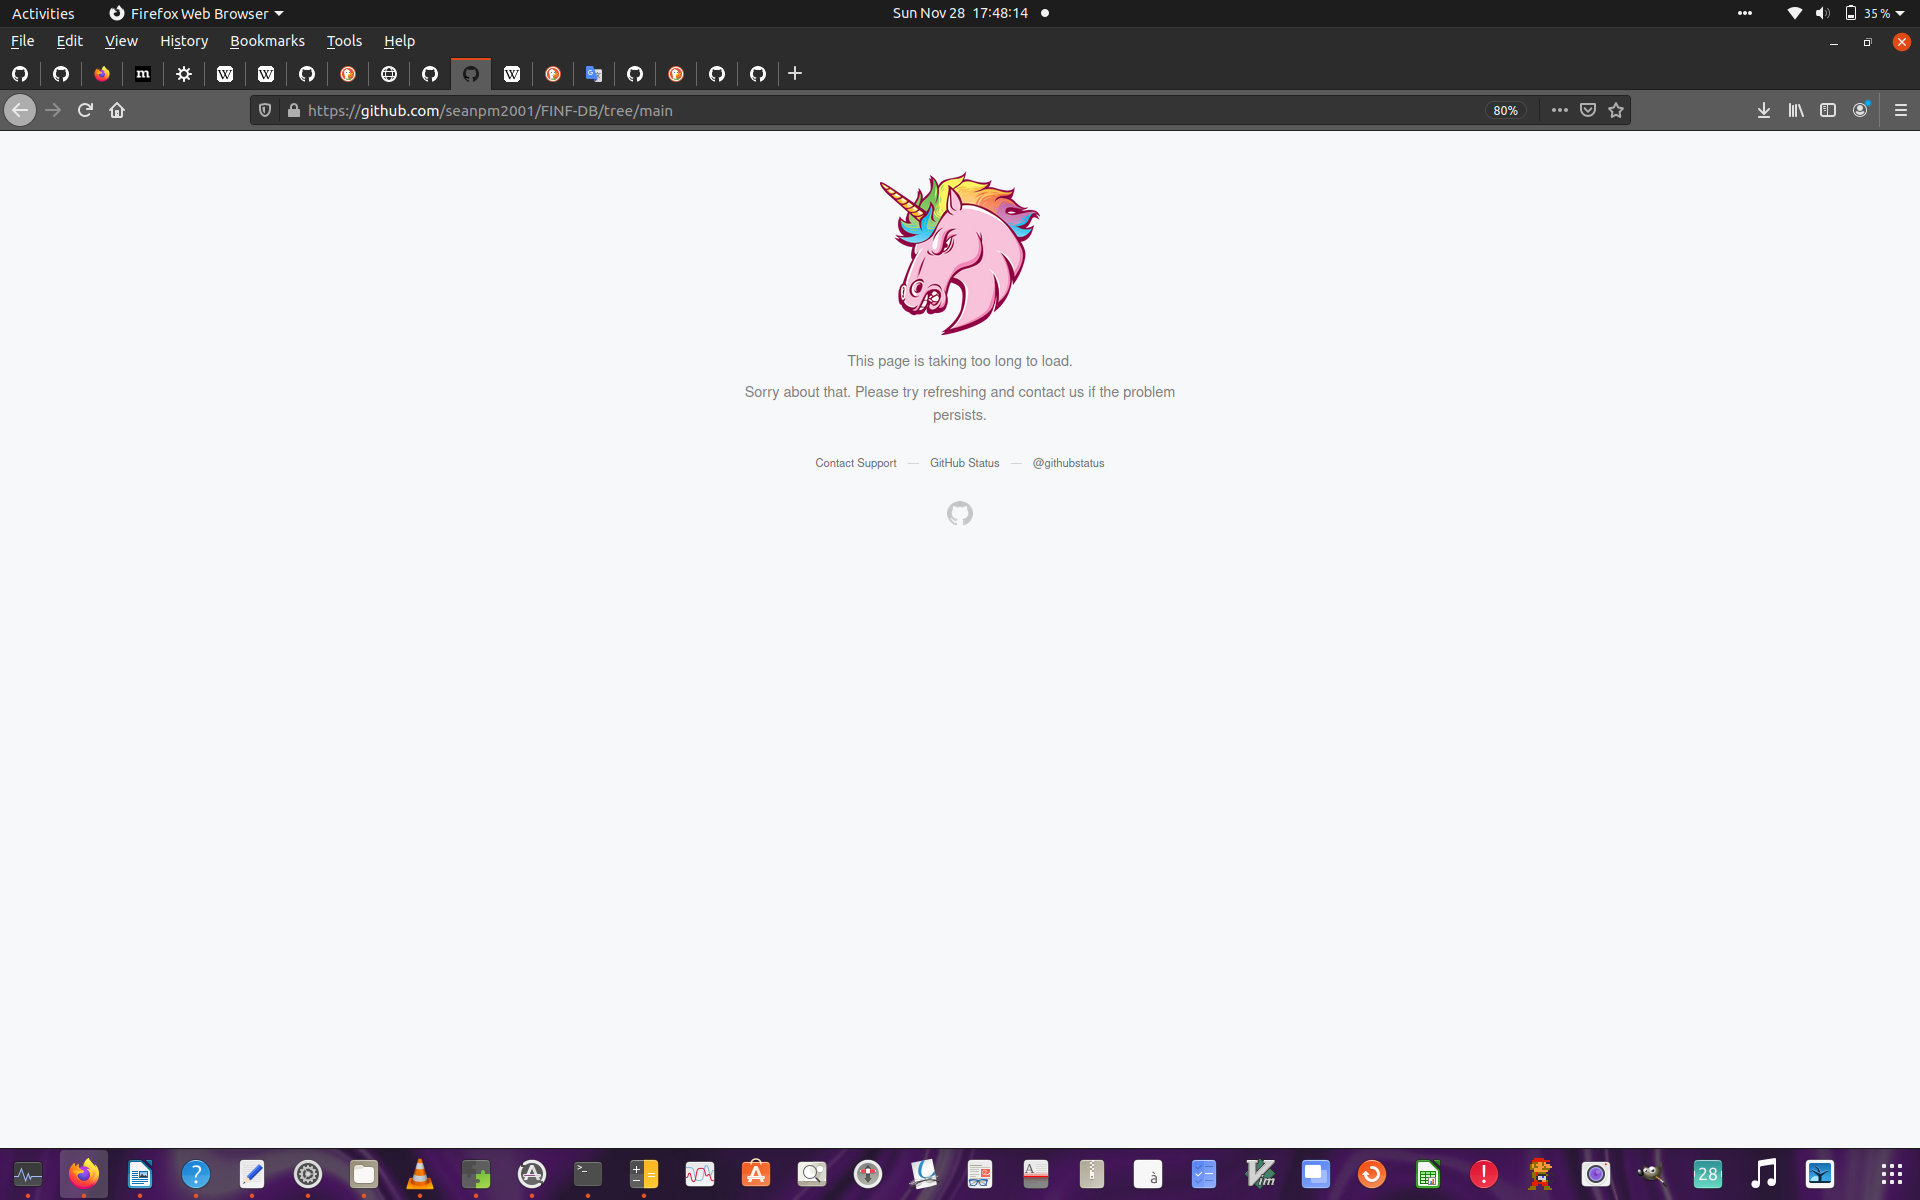 Activities
Firefox Web Browser
Sun Nov 28 17:48:14
35 %
File Edit View History Bookmarks Tools Help
m
W
W
W
https://github.com/seanpm2001/FINF-DB/tree/main
80%
This page is taking too long to load.
Sorry about that. Please try refreshing and contact us if the problem
persists.
Contact Support — GitHub Status — @githubstatus
?
>_
A
à
Vim
!
28